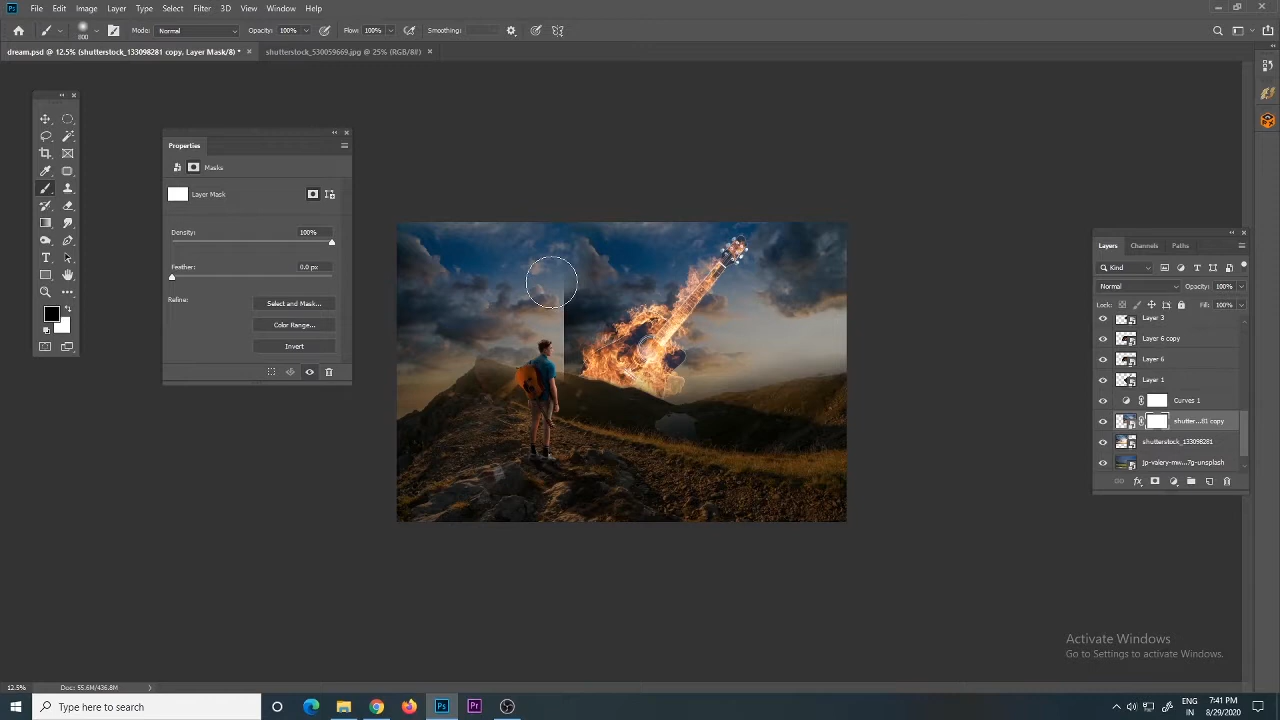 Ps File Edit Image Layer Type Select Filter 3D View Window Help
800 Mode: Normal Opacity: 100% Flow: 100% Smoothing:
dream.psd @ 12.5% (shutterstock_133098281 copy, Layer Mask/8) * × shutterstock_530059669.jpg @ 25% (RGB/8#) ×
Properties
Masks
Layer Mask
Density: 100%
Feather: 0.0 px
Refine: Select and Mask...
Color Range...
Invert
Layers Channels Paths
Kind
Normal Opacity: 100%
Lock: Fill: 100%
Layer 3
Layer 6 copy
Layer 6
Layer 1
Curves 1
shutter...81 copy
shutterstock_133098281
jp-valery-mw...7g-unsplash
fx
Activate Windows
Go to Settings to activate Windows.
12.5% Doc: 55.6M/436.8M
Type here to search
Ps Pr
ENG 7:41 PM
IN 8/29/2020